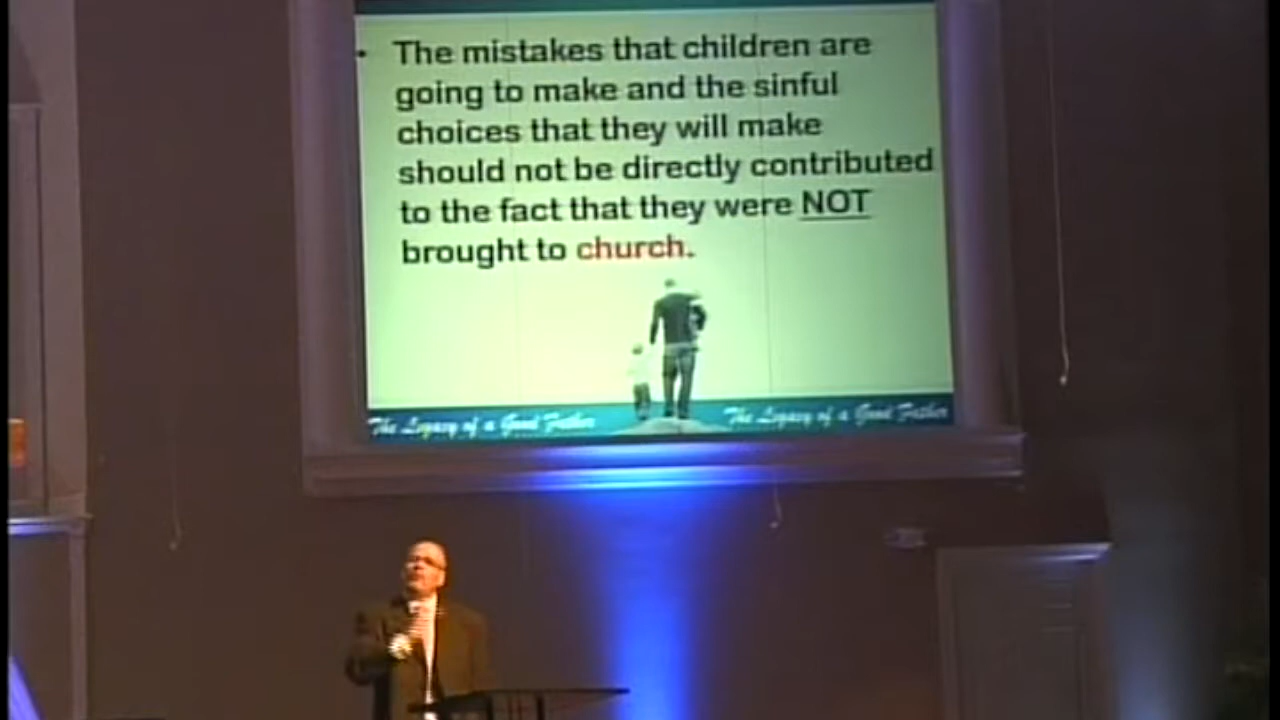 • The mistakes that children are
going to make and the sinful
choices that they will make
should not be directly contributed
to the fact that they were NOT
brought to church.
The Legacy of a Good Father The Legacy of a Good Father